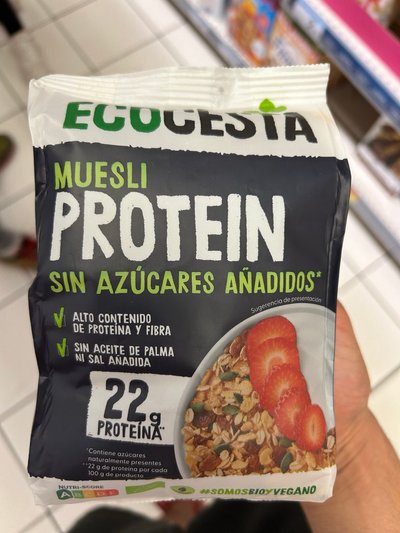 ECOCESTA
MUESLI
PROTEIN
SIN AZÚCARES AÑADIDOS*
Sugerencia de presentación
ALTO CONTENIDO
DE PROTEÍNA Y FIBRA
SIN ACEITE DE PALMA
NI SAL AÑADIDA
22g
PROTEÍNA**
*Contiene azúcares
naturalmente presentes
**22 g de proteína por cada
100 g de producto
NUTRI-SCORE
ABCDE
#SOMOSBIOYVEGANO